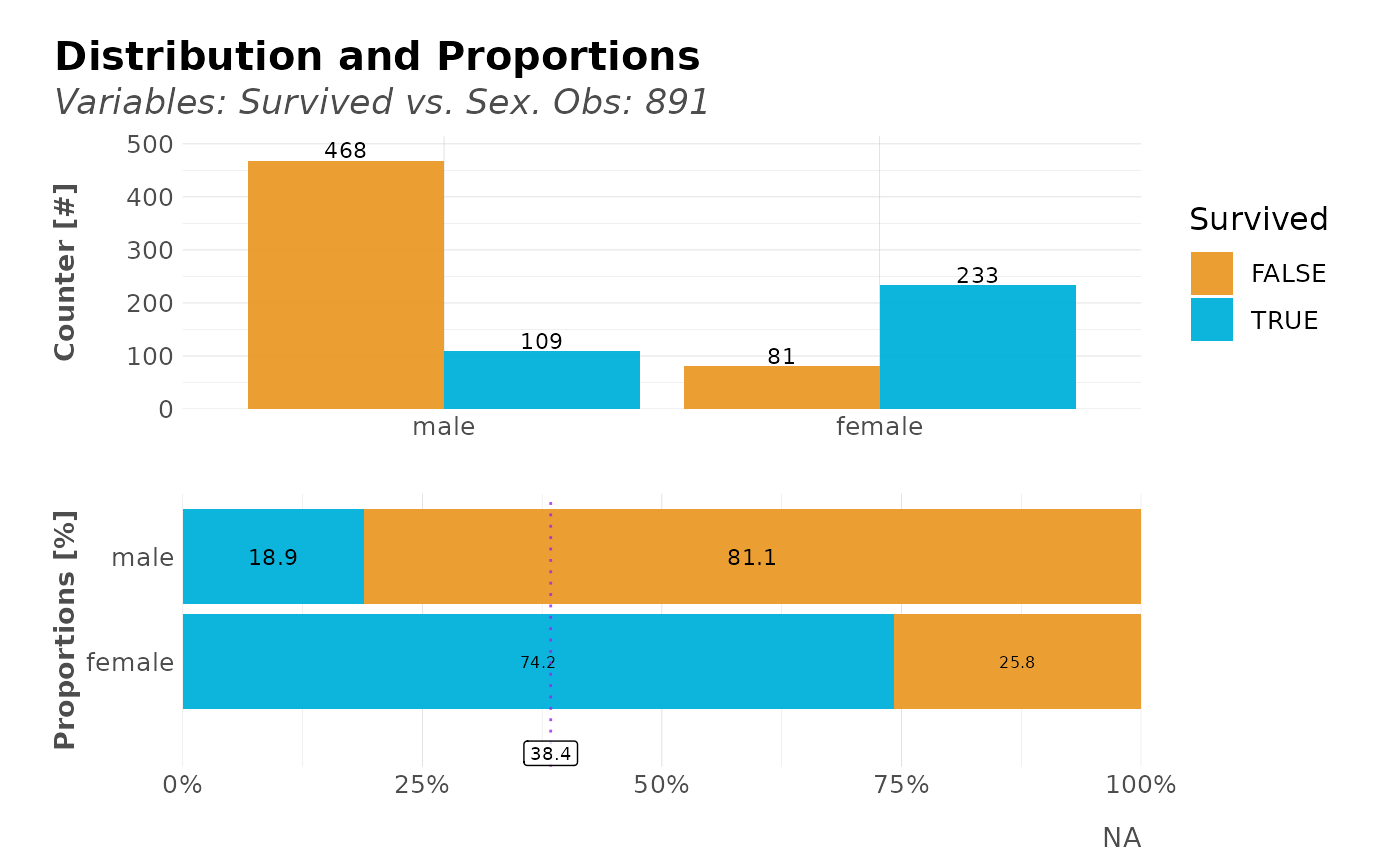 Distribution and Proportions
Variables: Survived vs. Sex. Obs: 891
Counter [#]
500
400
300
200
100
0
468
109
81
233
male
female
Survived
FALSE
TRUE
Proportions [%]
male
18.9
81.1
female
74.2
25.8
38.4
0%
25%
50%
75%
100%
NA